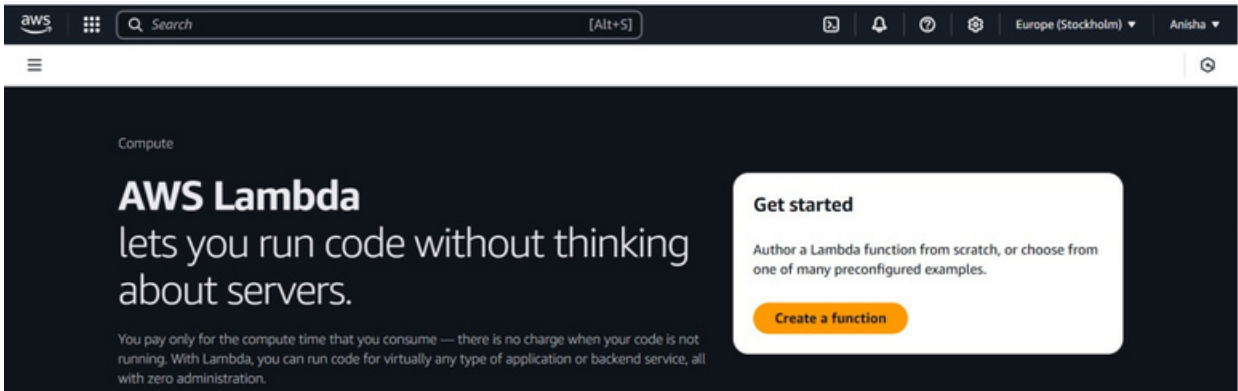 aws
Search
[Alt+S]
Europe (Stockholm)
Anisha
Compute
AWS Lambda
lets you run code without thinking
about servers.
You pay only for the compute time that you consume — there is no charge when your code is not
running. With Lambda, you can run code for virtually any type of application or backend service, all
with zero administration.
Get started
Author a Lambda function from scratch, or choose from
one of many preconfigured examples.
Create a function